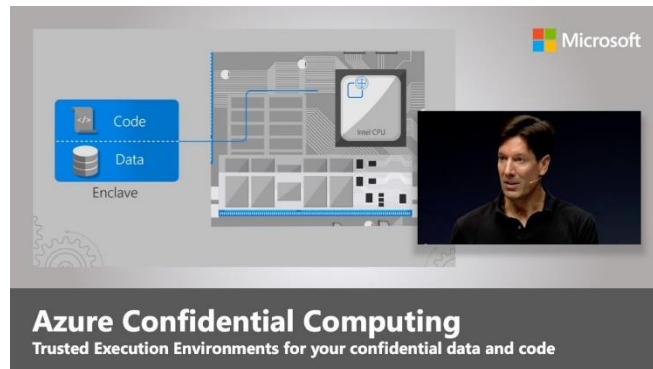 Microsoft
</>
Code
Data
Enclave
Intel CPU
Azure Confidential Computing
Trusted Execution Environments for your confidential data and code